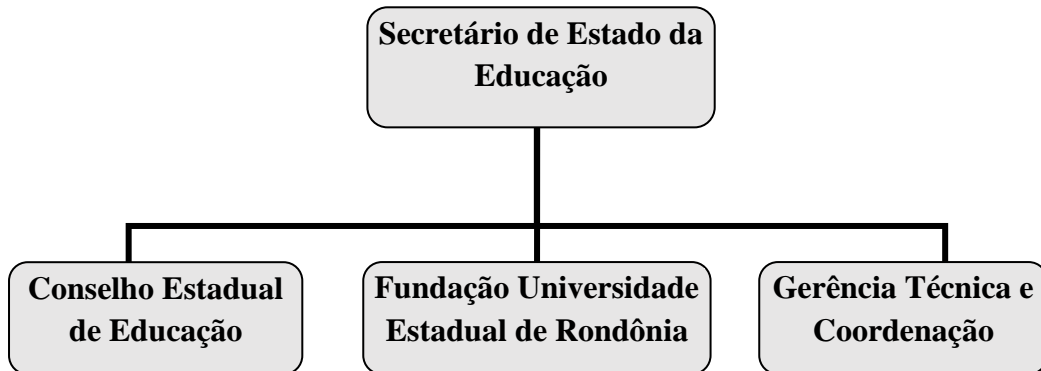 Secretário de Estado da
Educação
Conselho Estadual
de Educação
Fundação Universidade
Estadual de Rondônia
Gerência Técnica e
Coordenação